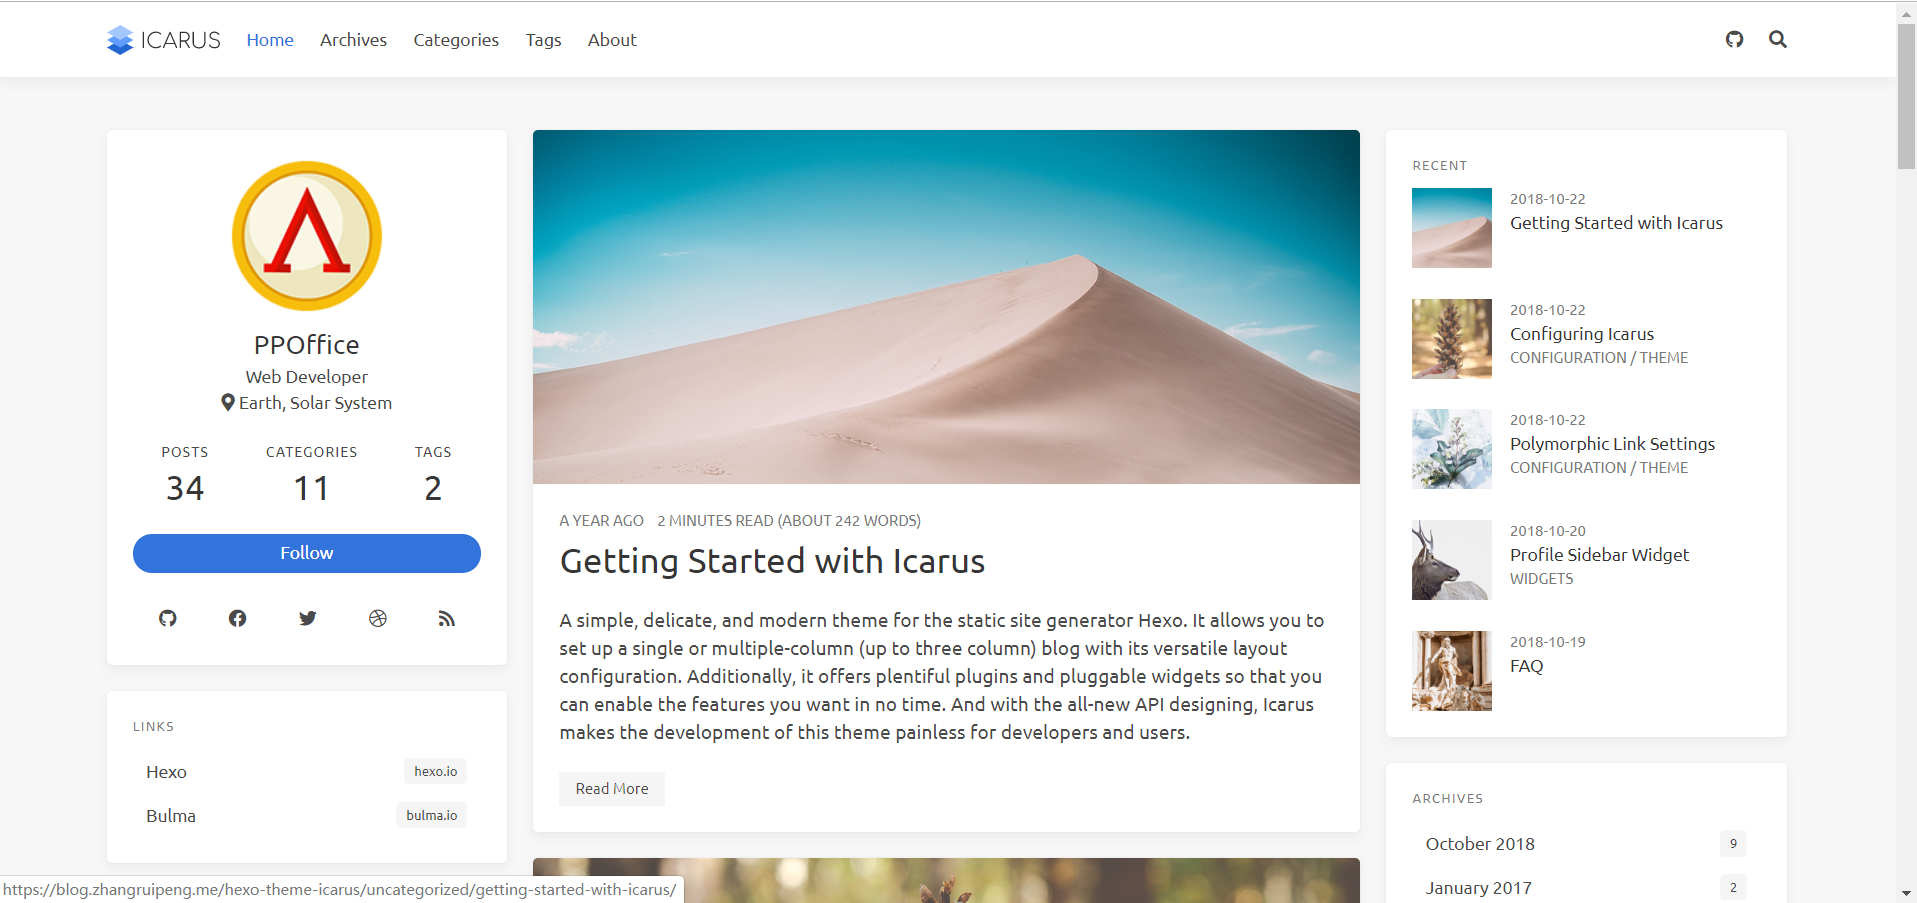 ICARUS
Home
Archives
Categories
Tags
About
PPOffice
Web Developer
Earth, Solar System
POSTS
34
CATEGORIES
11
TAGS
2
Follow
LINKS
Hexo
hexo.io
Bulma
bulma.io
A YEAR AGO 2 MINUTES READ (ABOUT 242 WORDS)
Getting Started with Icarus
A simple, delicate, and modern theme for the static site generator Hexo. It allows you to
set up a single or multiple-column (up to three column) blog with its versatile layout
configuration. Additionally, it offers plentiful plugins and pluggable widgets so that you
can enable the features you want in no time. And with the all-new API designing, Icarus
makes the development of this theme painless for developers and users.
Read More
RECENT
2018-10-22
Getting Started with Icarus
2018-10-22
Configuring Icarus
CONFIGURATION / THEME
2018-10-22
Polymorphic Link Settings
CONFIGURATION / THEME
2018-10-20
Profile Sidebar Widget
WIDGETS
2018-10-19
FAQ
ARCHIVES
October 2018
9
January 2017
2
https://blog.zhangruipeng.me/hexo-theme-icarus/uncategorized/getting-started-with-icarus/